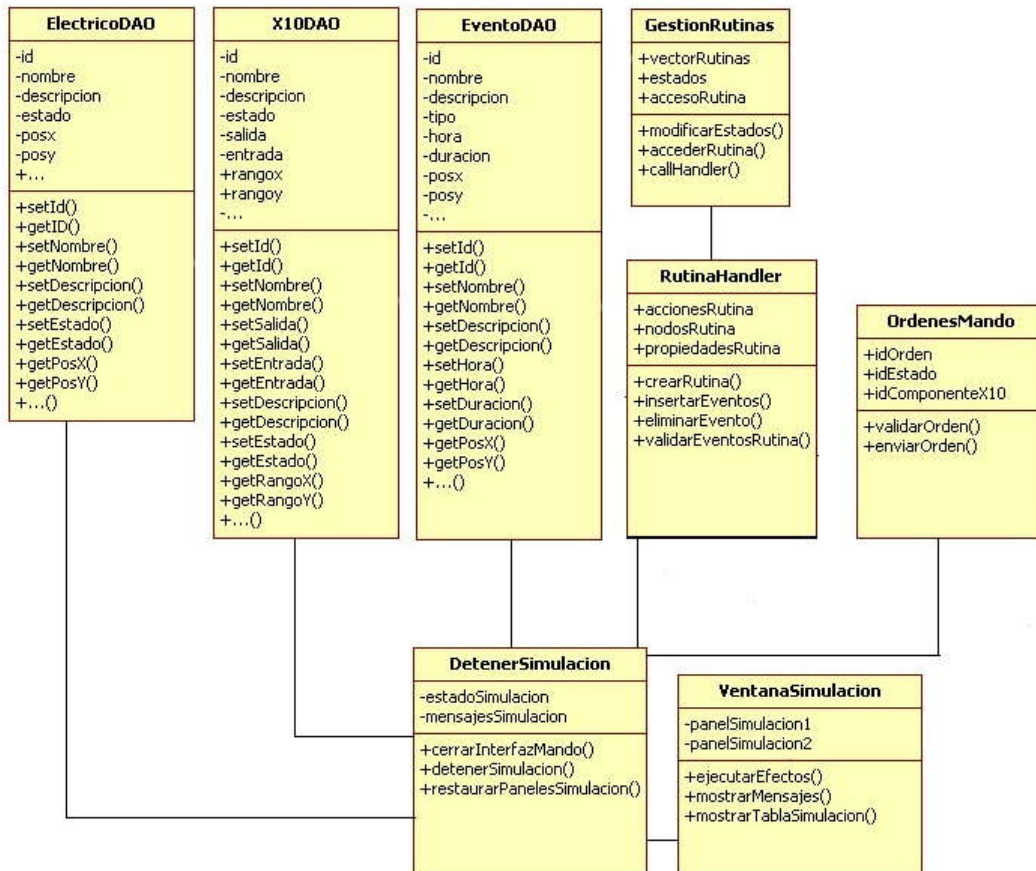 ElectricoDAO
-id
-nombre
-descripcion
-estado
-posx
-posy
+...
+setId()
+getID()
+setNombre()
+getNombre()
+setDescripcion()
+getDescripcion()
+setEstado()
+getEstado()
+getPosX()
+getPosY()
+...()
X10DAO
-id
-nombre
-descripcion
-estado
-salida
-entrada
+rangox
+rangoy
-...
+setId()
+getId()
+setNombre()
+getNombre()
+setSalida()
+getSalida()
+setEntrada()
+getEntrada()
+setDescripcion()
+getDescripcion()
+setEstado()
+getEstado()
+getRangoX()
+getRangoY()
+...()
EventoDAO
-id
-nombre
-descripcion
-tipo
-hora
-duracion
-posx
-posy
-...
+setId()
+getId()
+setNombre()
+getNombre()
+setDescripcion()
+getDescripcion()
+setHora()
+getHora()
+setDuracion()
+getDuracion()
+getPosX()
+getPosY()
+...()
GestionRutinas
+vectorRutinas
+estados
+accesoRutina
+modificarEstados()
+accederRutina()
+callHandler()
RutinaHandler
+accionesRutina
+nodosRutina
+propiedadesRutina
+crearRutina()
+insertarEventos()
+eliminarEvento()
+validarEventosRutina()
OrdenesMando
+idOrden
+idEstado
+idComponenteX10
+validarOrden()
+enviarOrden()
DetenerSimulacion
-estadoSimulacion
-mensajesSimulacion
+cerrarInterfazMando()
+detenerSimulacion()
+restaurarPanelesSimulacion()
VentanaSimulacion
-panelSimulacion1
-panelSimulacion2
+ejecutarEfectos()
+mostrarMensajes()
+mostrarTablaSimulacion()